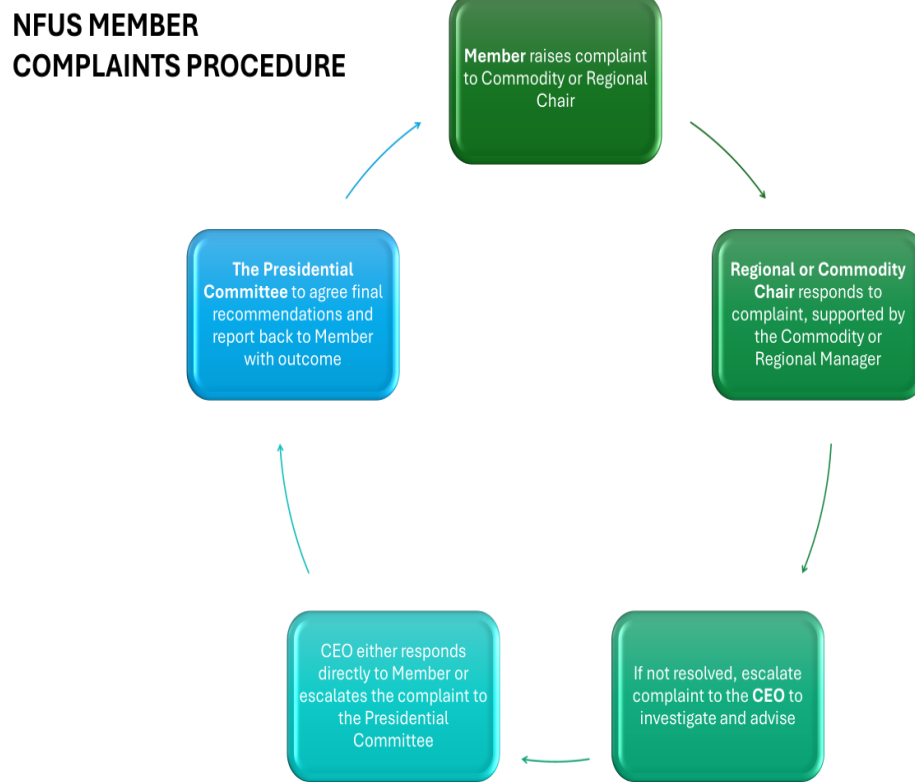 NFUS MEMBER
COMPLAINTS PROCEDURE
Member raises complaint
to Commodity or Regional
Chair
Regional or Commodity
Chair responds to
complaint, supported by
the Commodity or
Regional Manager
If not resolved, escalate
complaint to the CEO to
investigate and advise
CEO either responds
directly to Member or
escalates the complaint to
the Presidential
Committee
The Presidential
Committee to agree final
recommendations and
report back to Member
with outcome